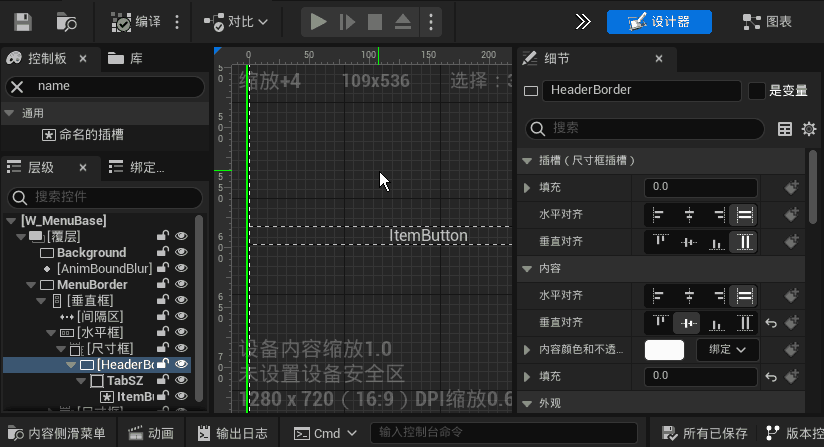 编译
对比
设计器
图表
控制板
库
name
通用
命名的插槽
层级
绑定...
搜索控件
[W_MenuBase]
[覆层]
Background
[AnimBoundBlur]
MenuBorder
[垂直框]
[间隔区]
[水平框]
[尺寸框]
[HeaderBo
TabSZ
ItemBu
0
50
100
150
200
缩放+4
109x536
选择：3
ItemButton
设备内容缩放1.0
未设置设备安全区
1280 x 720（16:9）DPI缩放0.6
细节
HeaderBorder
是变量
搜索
插槽（尺寸框插槽）
填充
0.0
水平对齐
垂直对齐
内容
水平对齐
垂直对齐
内容颜色和不透...
绑定
填充
0.0
外观
内容侧滑菜单
动画
输出日志
Cmd
输入控制台命令
所有已保存
版本控